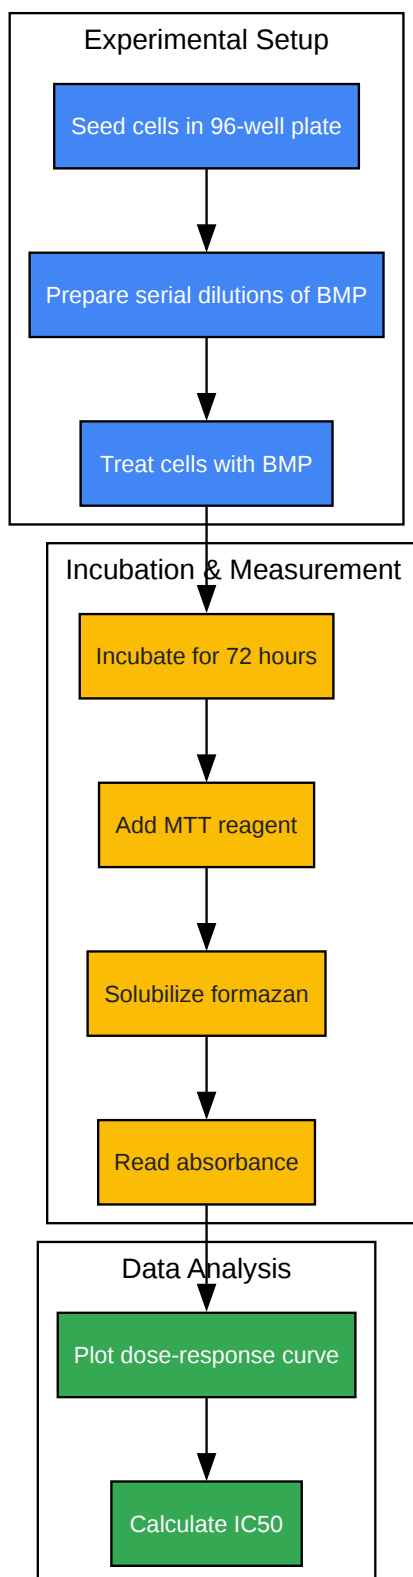 Experimental Setup
Seed cells in 96-well plate
Prepare serial dilutions of BMP
Treat cells with BMP
Incubation & Measurement
Incubate for 72 hours
Add MTT reagent
Solubilize formazan
Read absorbance
Data Analysis
Plot dose-response curve
Calculate IC50